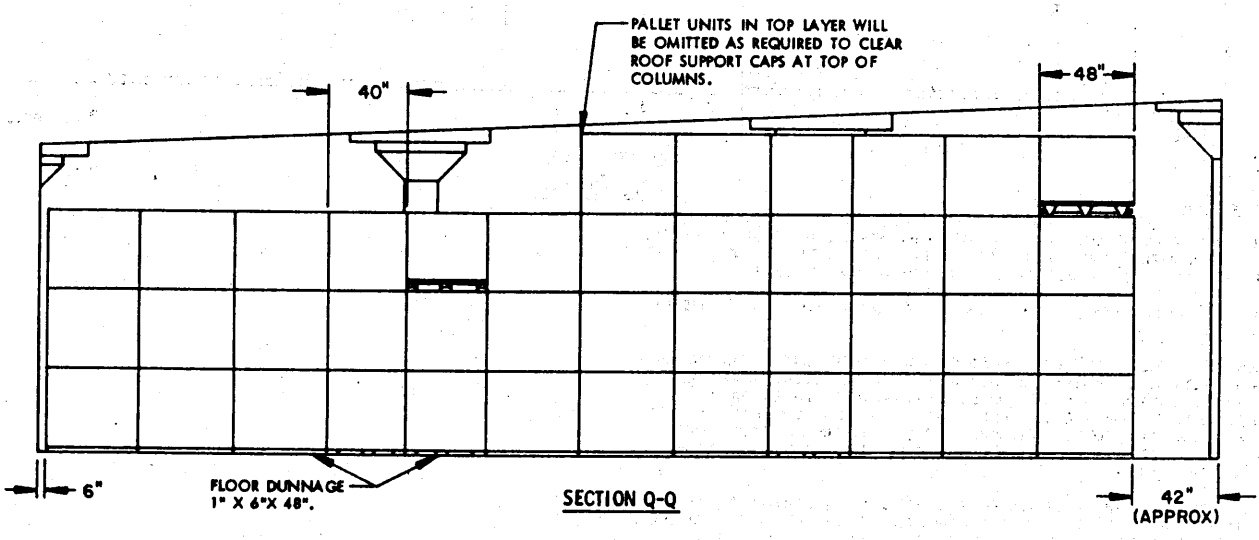 PALLET UNITS IN TOP LAYER WILL
BE OMITTED AS REQUIRED TO CLEAR
ROOF SUPPORT CAPS AT TOP OF
COLUMNS.
48"
40"
6"
FLOOR DUNNAGE
1" X 6"X 48".
SECTION Q-Q
42"
(APPROX)